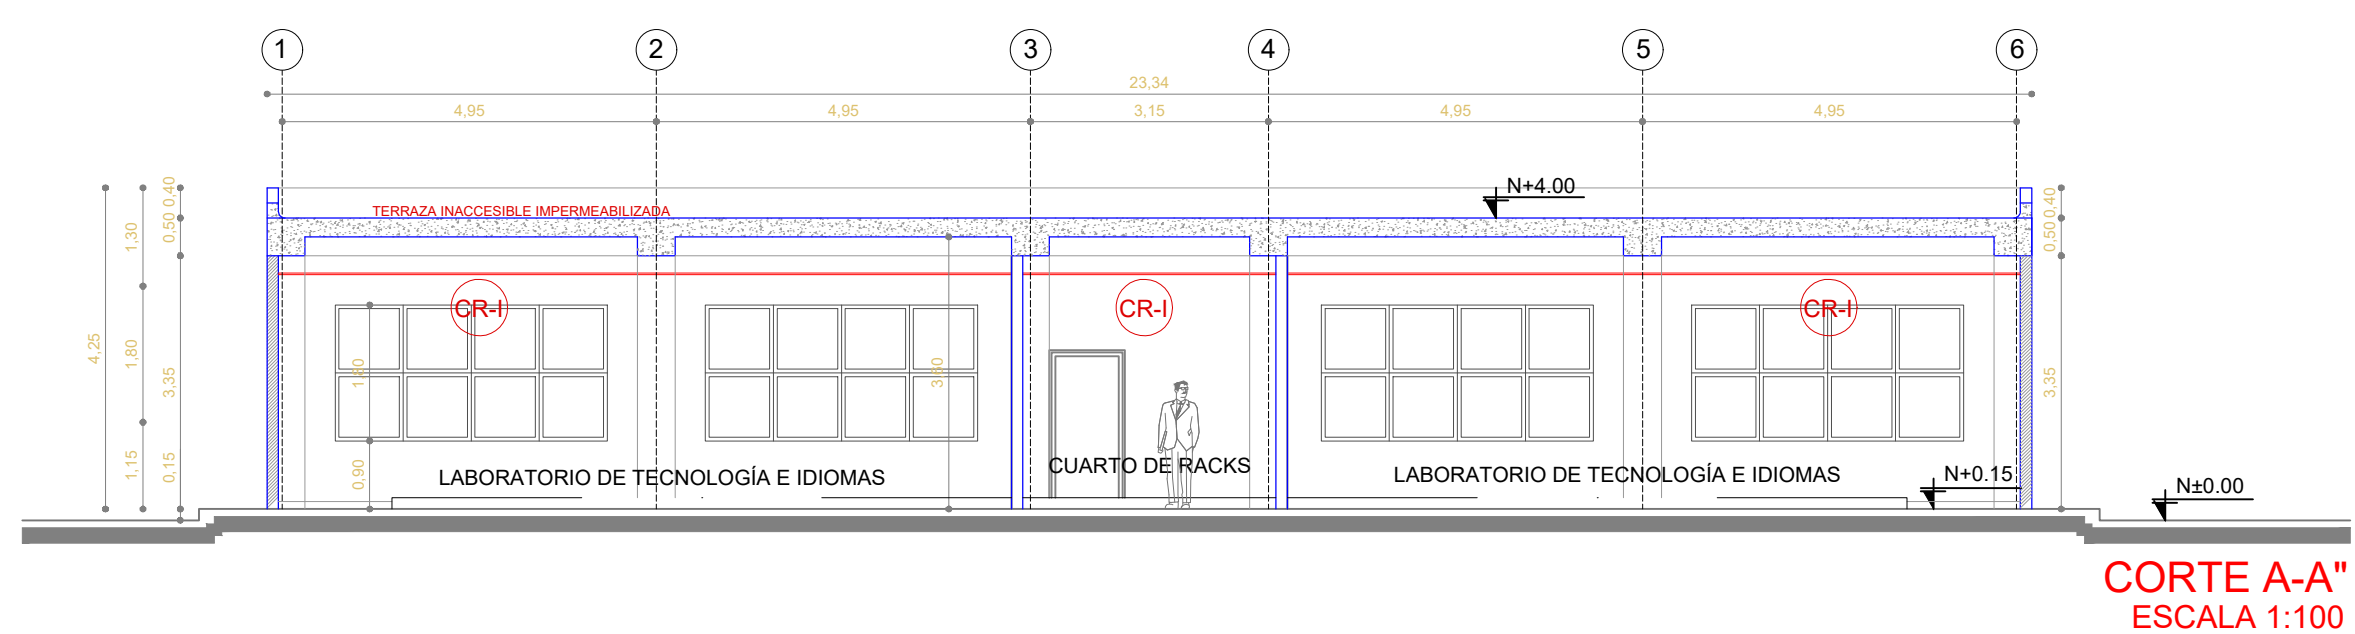 1 2 3 4 5 6
23,34
4,95 4,95 3,15 4,95 4,95
N+4.00
TERRAZA INACCESIBLE IMPERMEABILIZADA
0,40 0,40
0,50 0,50
1,30
CR-I CR-I CR-I
4,25 1,80 3,35 1,80 3,60 3,35
1,15 0,15 0,90
LABORATORIO DE TECNOLOGÍA E IDIOMAS
CUARTO DE RACKS
LABORATORIO DE TECNOLOGÍA E IDIOMAS
N+0.15
N±0.00
CORTE A-A"
ESCALA 1:100